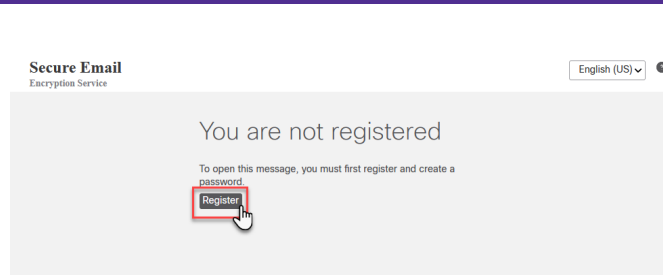 Secure Email
Encryption Service
English (US)
You are not registered
To open this message, you must first register and create a
password.
Register